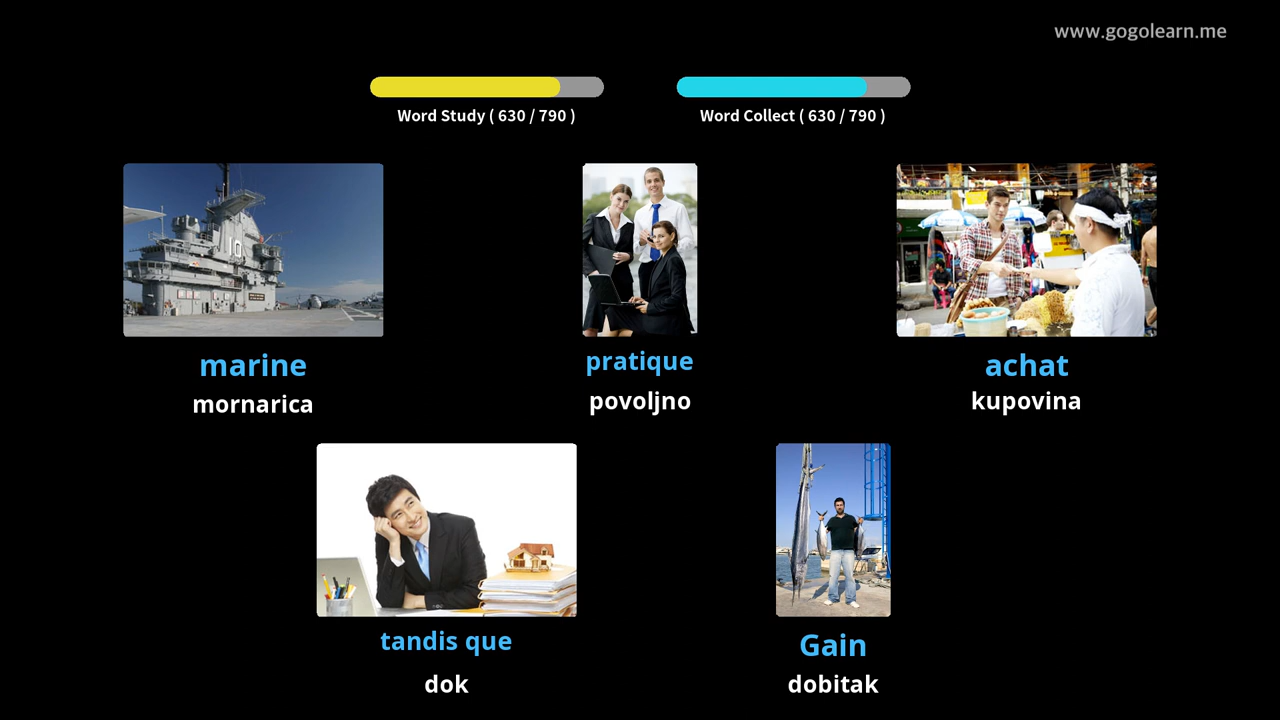 www.gogolearn.me
Word Study ( 630 / 790 )
Word Collect ( 630 / 790 )
10
marine
mornarica
pratique
povoljno
achat
kupovina
tandis que
dok
Gain
dobitak